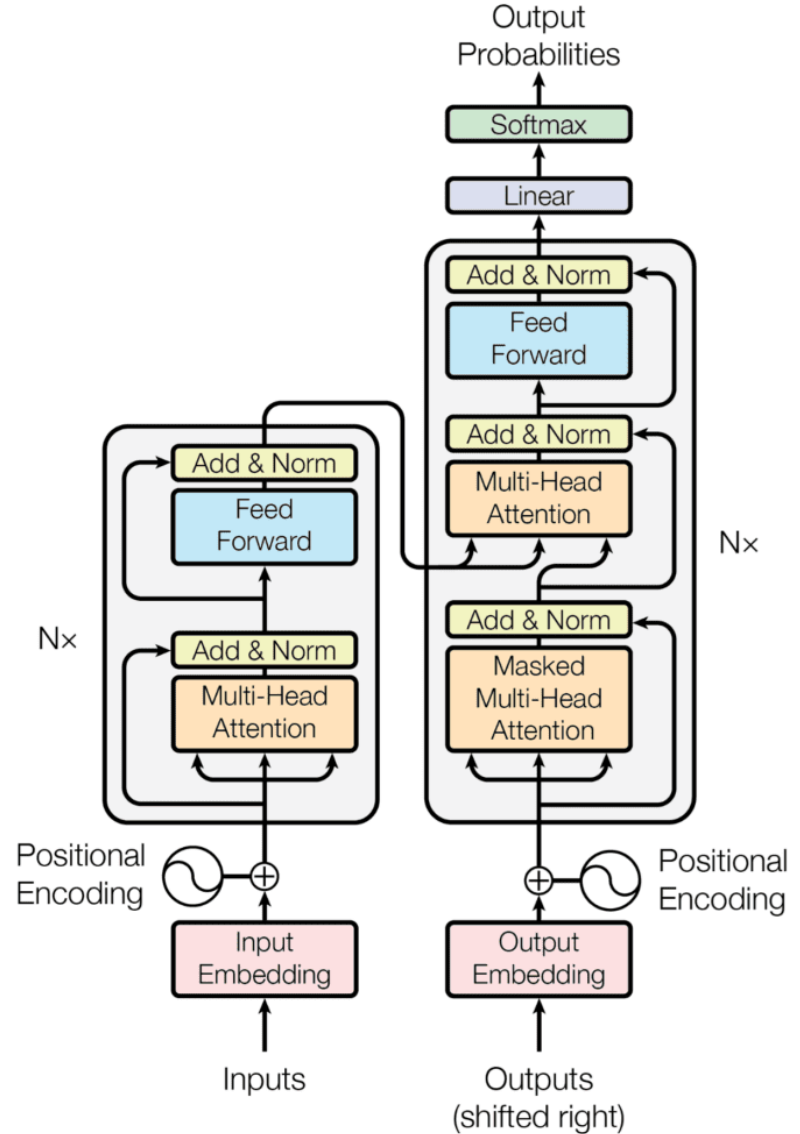 Output
Probabilities
Softmax
Linear
Add & Norm
Feed
Forward
Add & Norm
Multi-Head
Attention
Add & Norm
Masked
Multi-Head
Attention
N×
Add & Norm
Feed
Forward
Add & Norm
Multi-Head
Attention
N×
Positional
Encoding
Positional
Encoding
Input
Embedding
Output
Embedding
Inputs
Outputs
(shifted right)